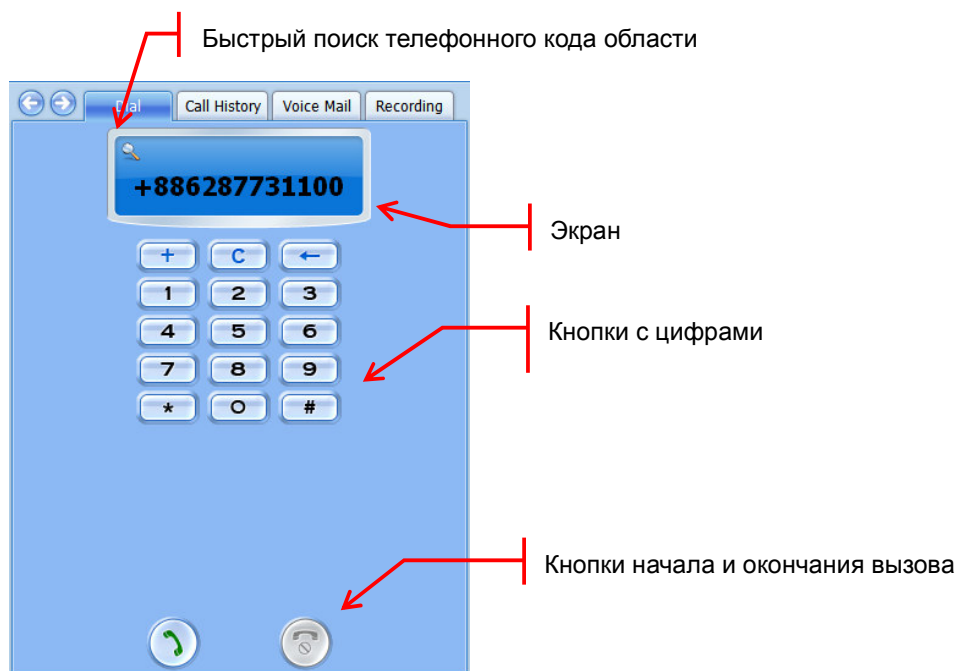 Быстрый поиск телефонного кода области
Dial Call History Voice Mail Recording
+886287731100
Экран
+ C ←
1 2 3
4 5 6
Кнопки с цифрами
7 8 9
* 0 #
Кнопки начала и окончания вызова